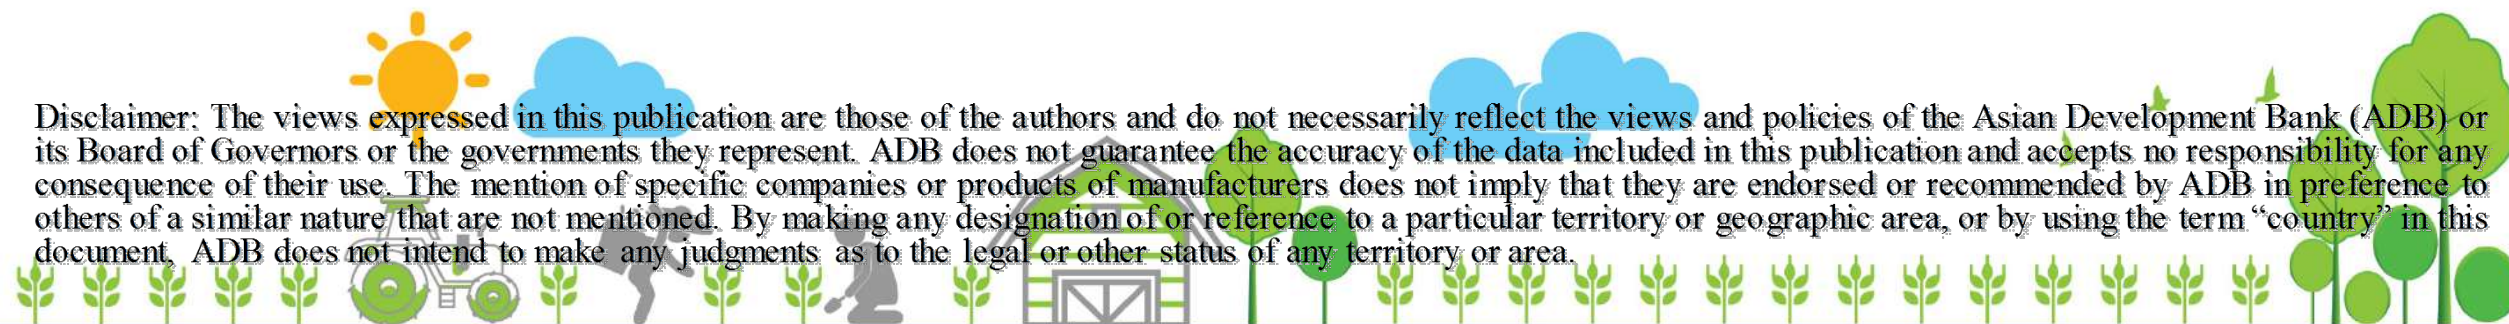 Disclaimer: The views expressed in this publication are those of the authors and do not necessarily reflect the views and policies of the Asian Development Bank (ADB) or
its Board of Governors or the governments they represent. ADB does not guarantee the accuracy of the data included in this publication and accepts no responsibility for any
consequence of their use. The mention of specific companies or products of manufacturers does not imply that they are endorsed or recommended by ADB in preference to
others of a similar nature that are not mentioned. By making any designation of or reference to a particular territory or geographic area, or by using the term “country” in this
document, ADB does not intend to make any judgments as to the legal or other status of any territory or area.